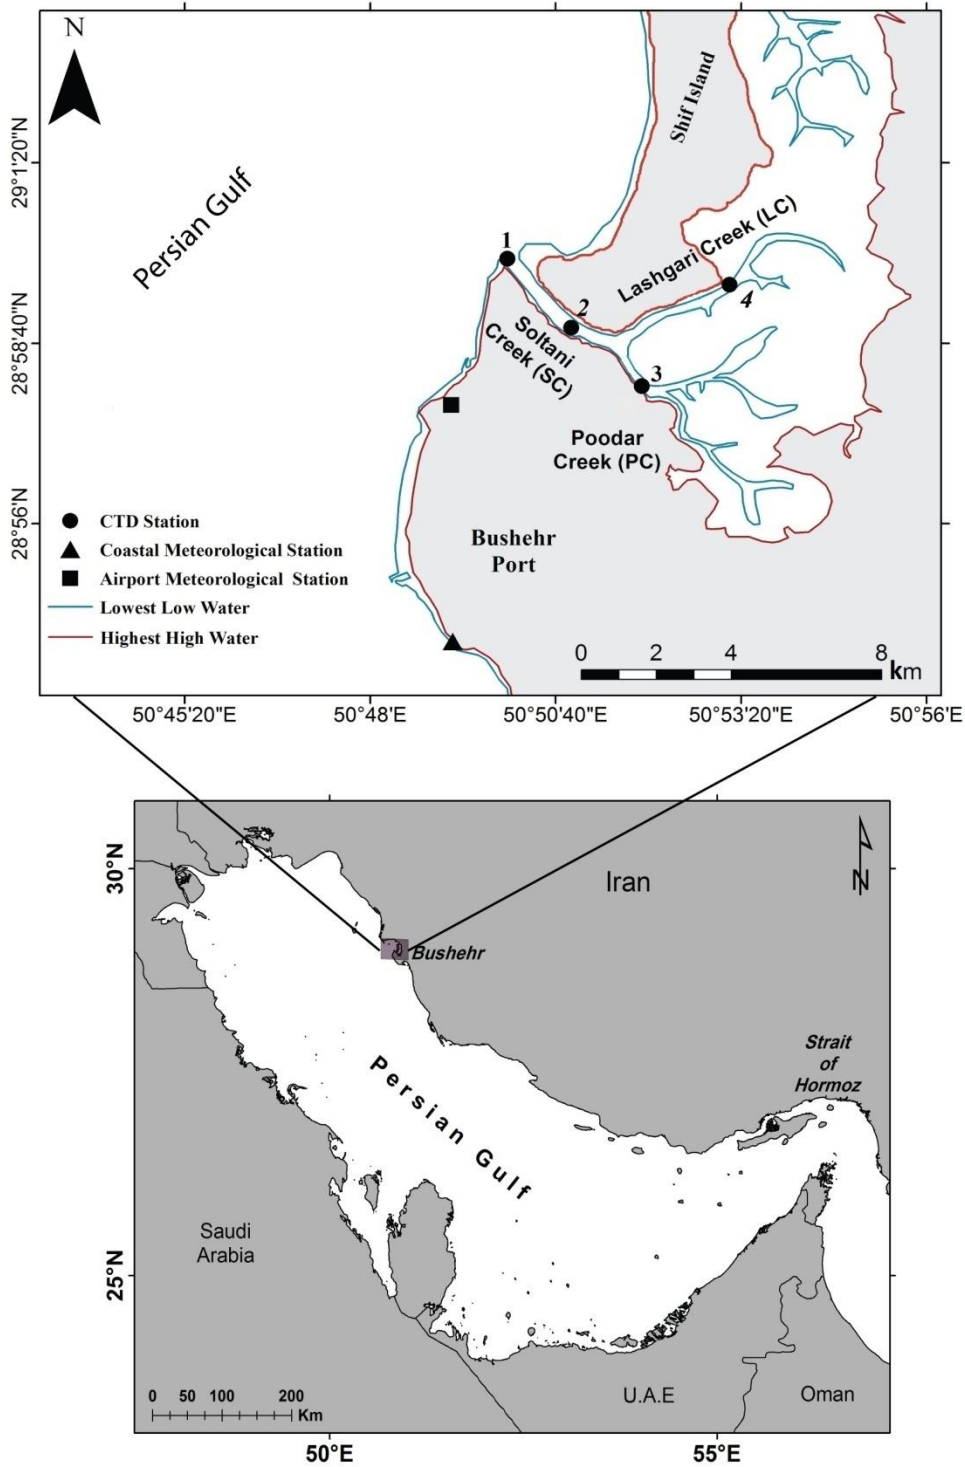 N
Persian Gulf
Shif Island
29°1'20"N
28°58'40"N
28°56'N
1
2
3
4
Lashgari Creek (LC)
Soltani
Creek (SC)
Poodar
Creek (PC)
Bushehr
Port
CTD Station
Coastal Meteorological Station
Airport Meteorological Station
Lowest Low Water
Highest High Water
0 2 4 8 km
50°45'20"E 50°48'E 50°50'40"E 50°53'20"E 50°56'E
30°N
25°N
Iran
N
Bushehr
Strait
of
Hormoz
Persian Gulf
Saudi
Arabia
U.A.E
Oman
0 50 100 200
Km
50°E 55°E